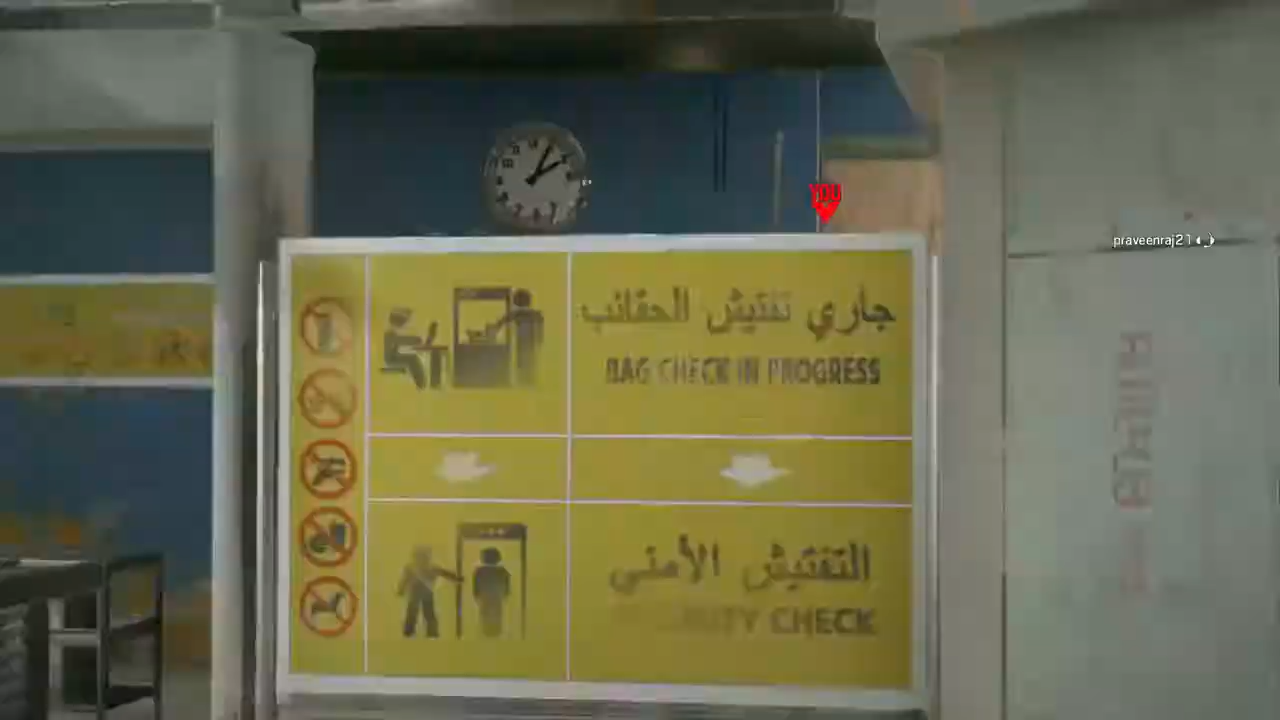 YOU
praveenraj21
جاري تفتيش الحقائب
BAG CHECK IN PROGRESS
التفتيش الأمني
CHECK